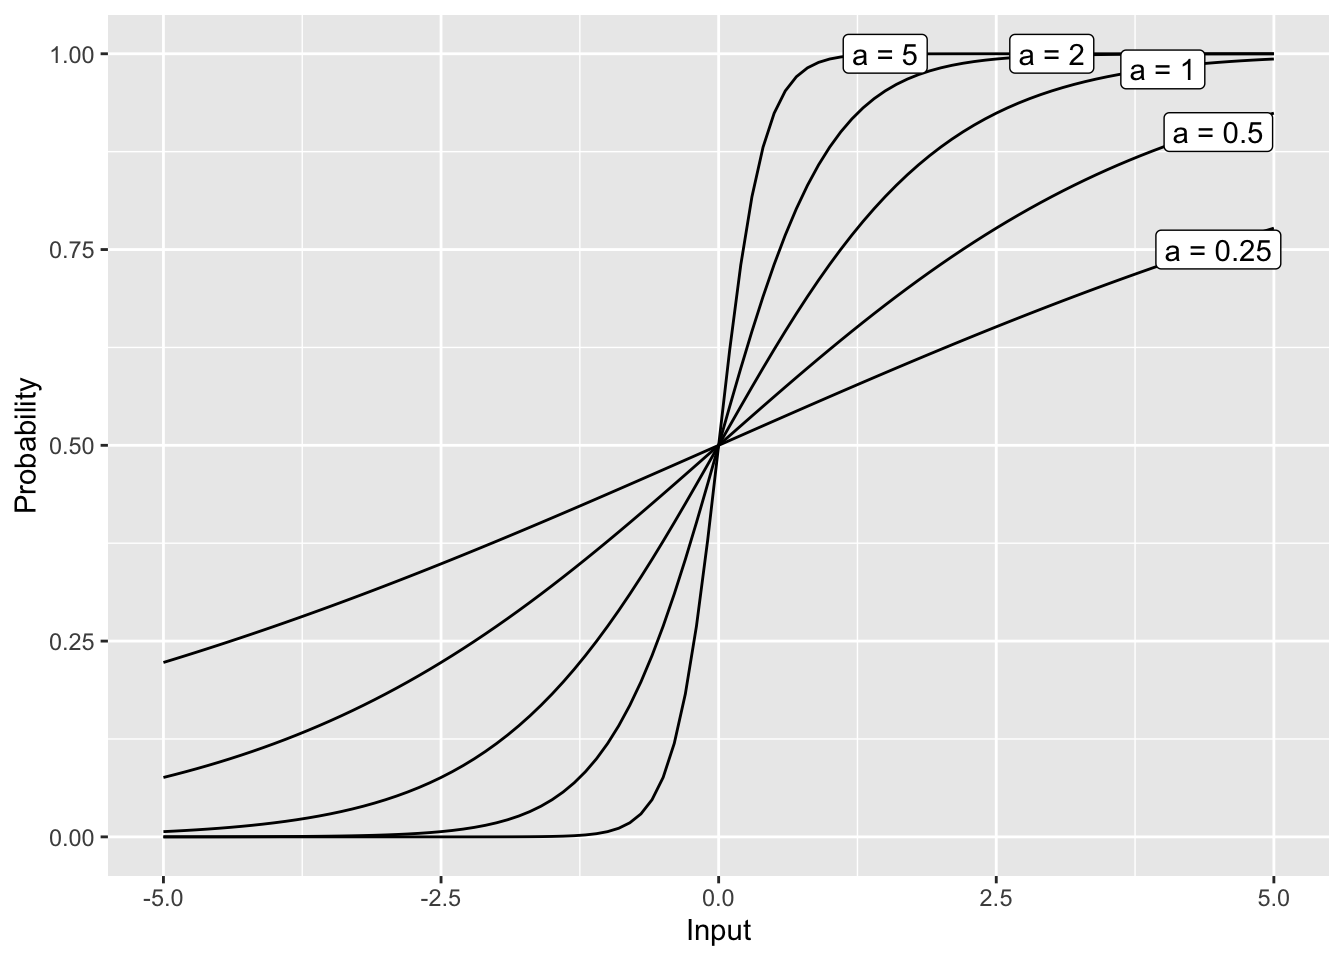 1.00
a = 5
a = 2
a = 1
a = 0.5
0.75
a = 0.25
0.50
Probability
0.25
0.00
-5.0
-2.5
0.0
2.5
5.0
Input